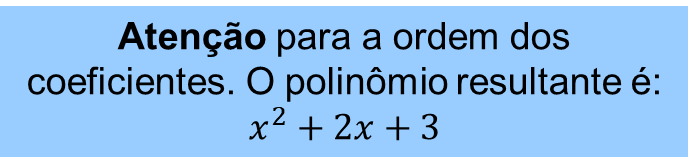 Atenção para a ordem dos
coeficientes. O polinômio resultante é:
𝑥² + 2𝑥 + 3